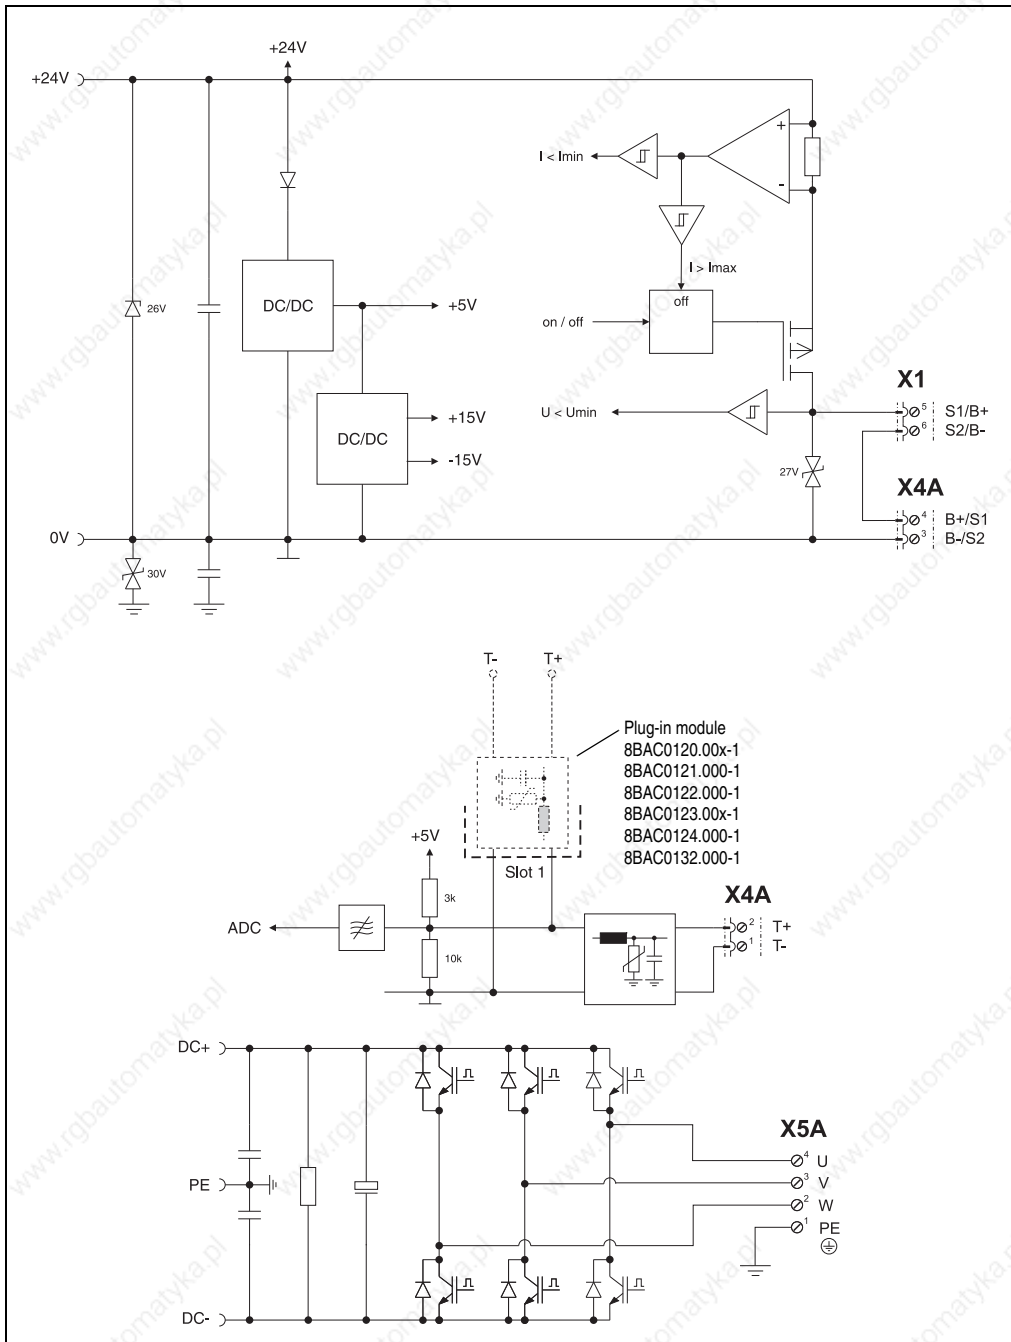 +24V
+24V
+
I < Imin
-
I > Imax
off
on / off
DC/DC
+5V
26V
X1
5 S1/B+
6 S2/B-
U < Umin
+15V
DC/DC
-15V
27V
X4A
4 B+/S1
3 B-/S2
0V
30V
T- T+
Plug-in module
8BAC0120.00x-1
8BAC0121.000-1
8BAC0122.000-1
8BAC0123.00x-1
8BAC0124.000-1
8BAC0132.000-1
+5V
Slot 1
3k
X4A
ADC
2 T+
1 T-
10k
DC+
X5A
4 U
PE
3 V
2 W
1 PE
DC-
www.rgbautomatyka.pl